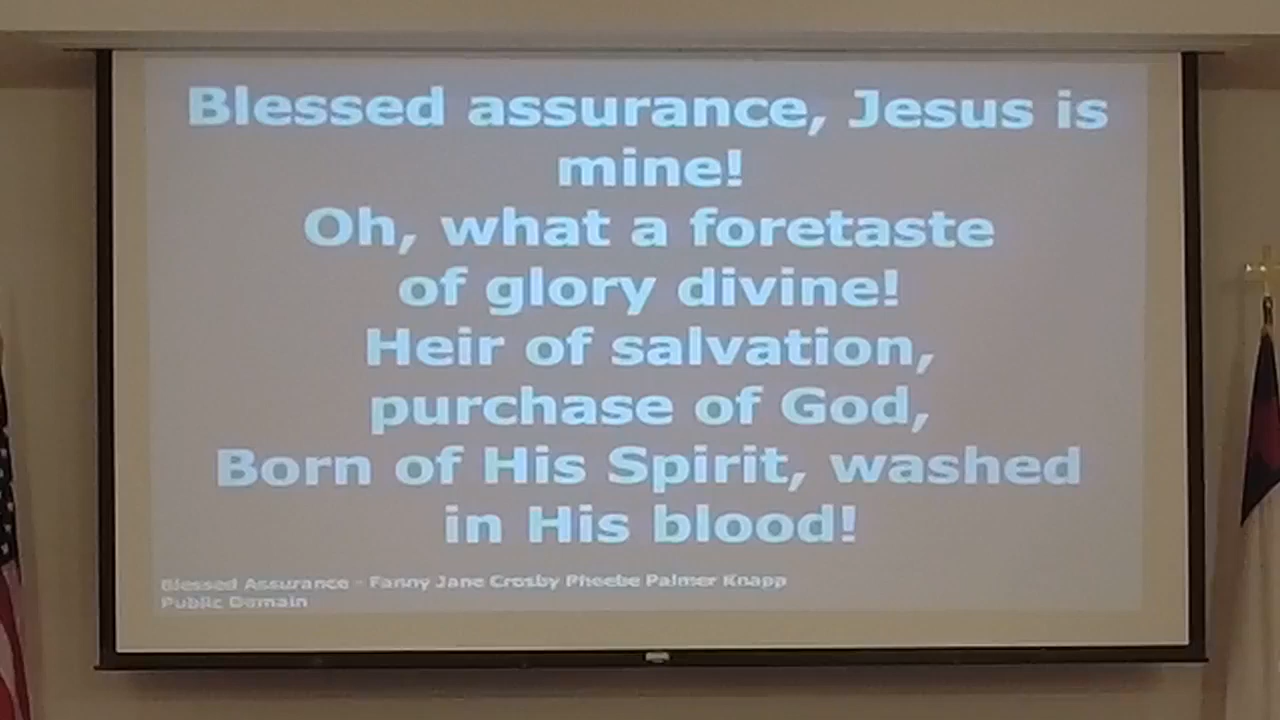 Blessed assurance, Jesus is
mine!
Oh, what a foretaste
of glory divine!
Heir of salvation,
purchase of God,
Born of His Spirit, washed
in His blood!
Blessed Assurance - Fanny Jane Crosby Pheebe Palmer Knapp
Public Domain